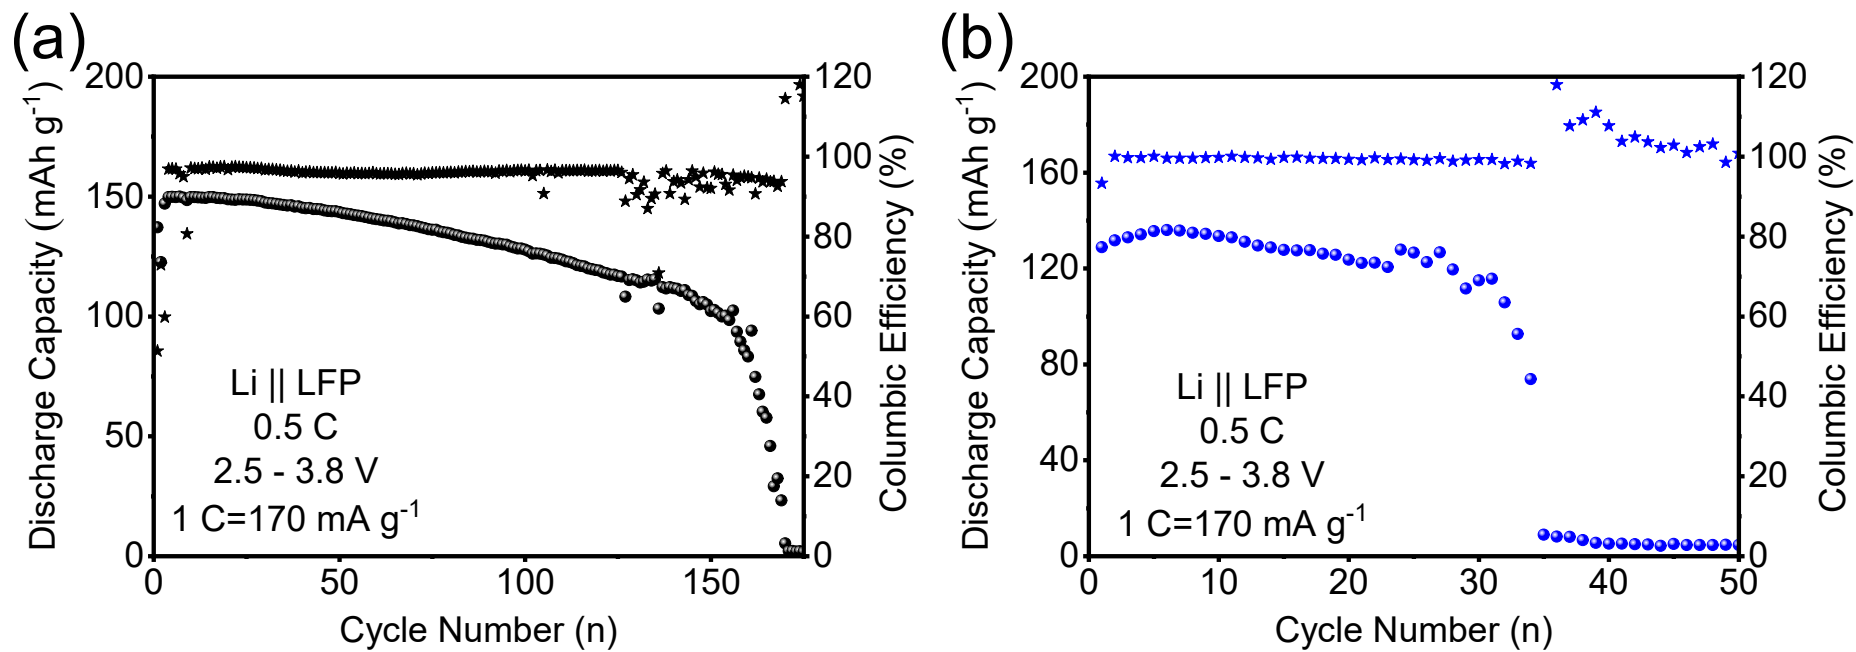 (a)
200
150
100
50
0
Discharge Capacity (mAh g⁻¹)
120
100
80
60
40
20
0
Columbic Efficiency (%)
Li || LFP
0.5 C
2.5 - 3.8 V
1 C=170 mA g⁻¹
0 50 100 150
Cycle Number (n)
(b)
200
160
120
80
40
0
Discharge Capacity (mAh g⁻¹)
120
100
80
60
40
20
0
Columbic Efficiency (%)
Li || LFP
0.5 C
2.5 - 3.8 V
1 C=170 mA g⁻¹
0 10 20 30 40 50
Cycle Number (n)